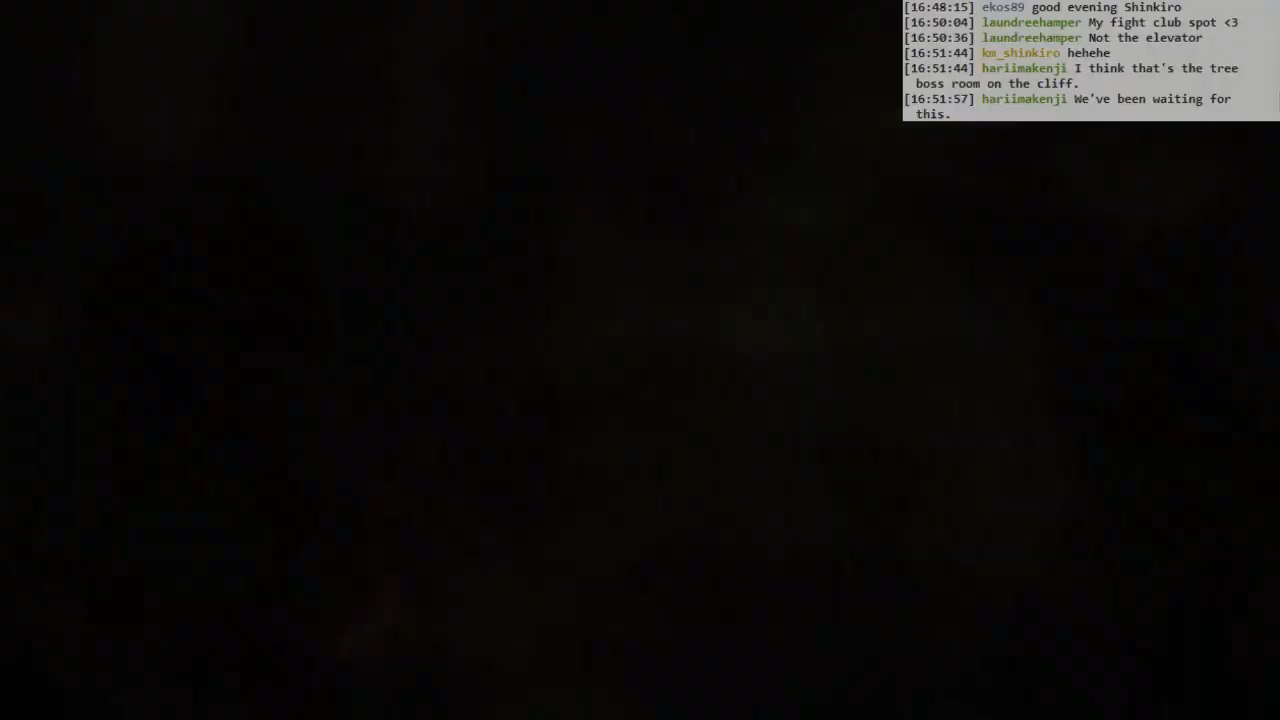 [16:48:15] ekos89 good evening Shinkiro
[16:50:04] laundreehamper My fight club spot <3
[16:50:36] laundreehamper Not the elevator
[16:51:44] km_shinkiro hehehe
[16:51:44] hariimakenji I think that's the tree
boss room on the cliff.
[16:51:57] hariimakenji We've been waiting for
this.